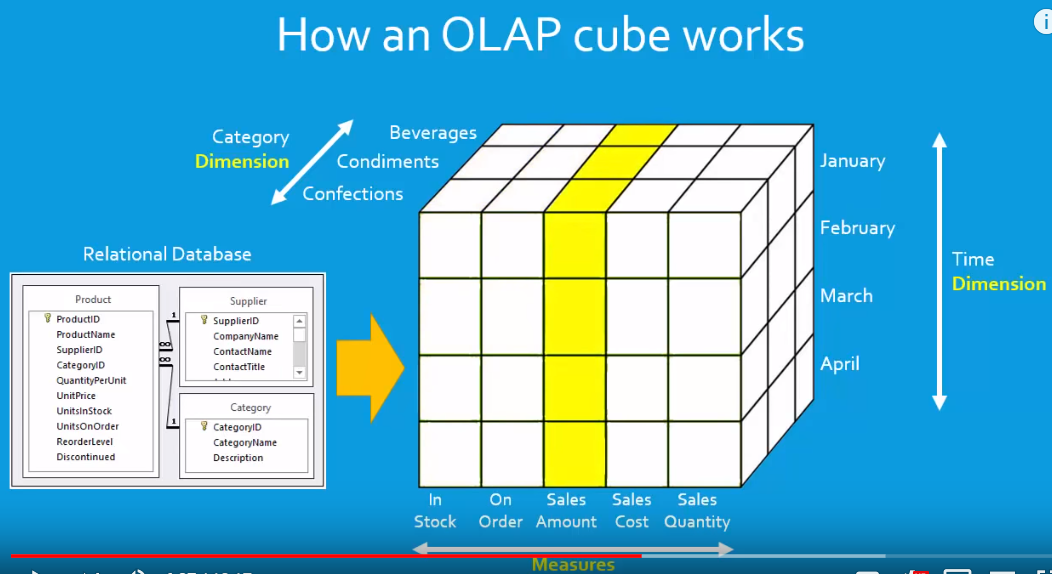 How an OLAP cube works
i
Category
Dimension
Beverages
Condiments
Confections
January
February
March
April
Time
Dimension
Relational Database
Product
ProductID
ProductName
SupplierID
CategoryID
QuantityPerUnit
UnitPrice
UnitsInStock
UnitsOnOrder
ReorderLevel
Discontinued
1
∞
∞
1
Supplier
SupplierID
CompanyName
ContactName
ContactTitle
Category
CategoryID
CategoryName
Description
In
Stock
On
Order
Sales
Amount
Sales
Cost
Sales
Quantity
Measures